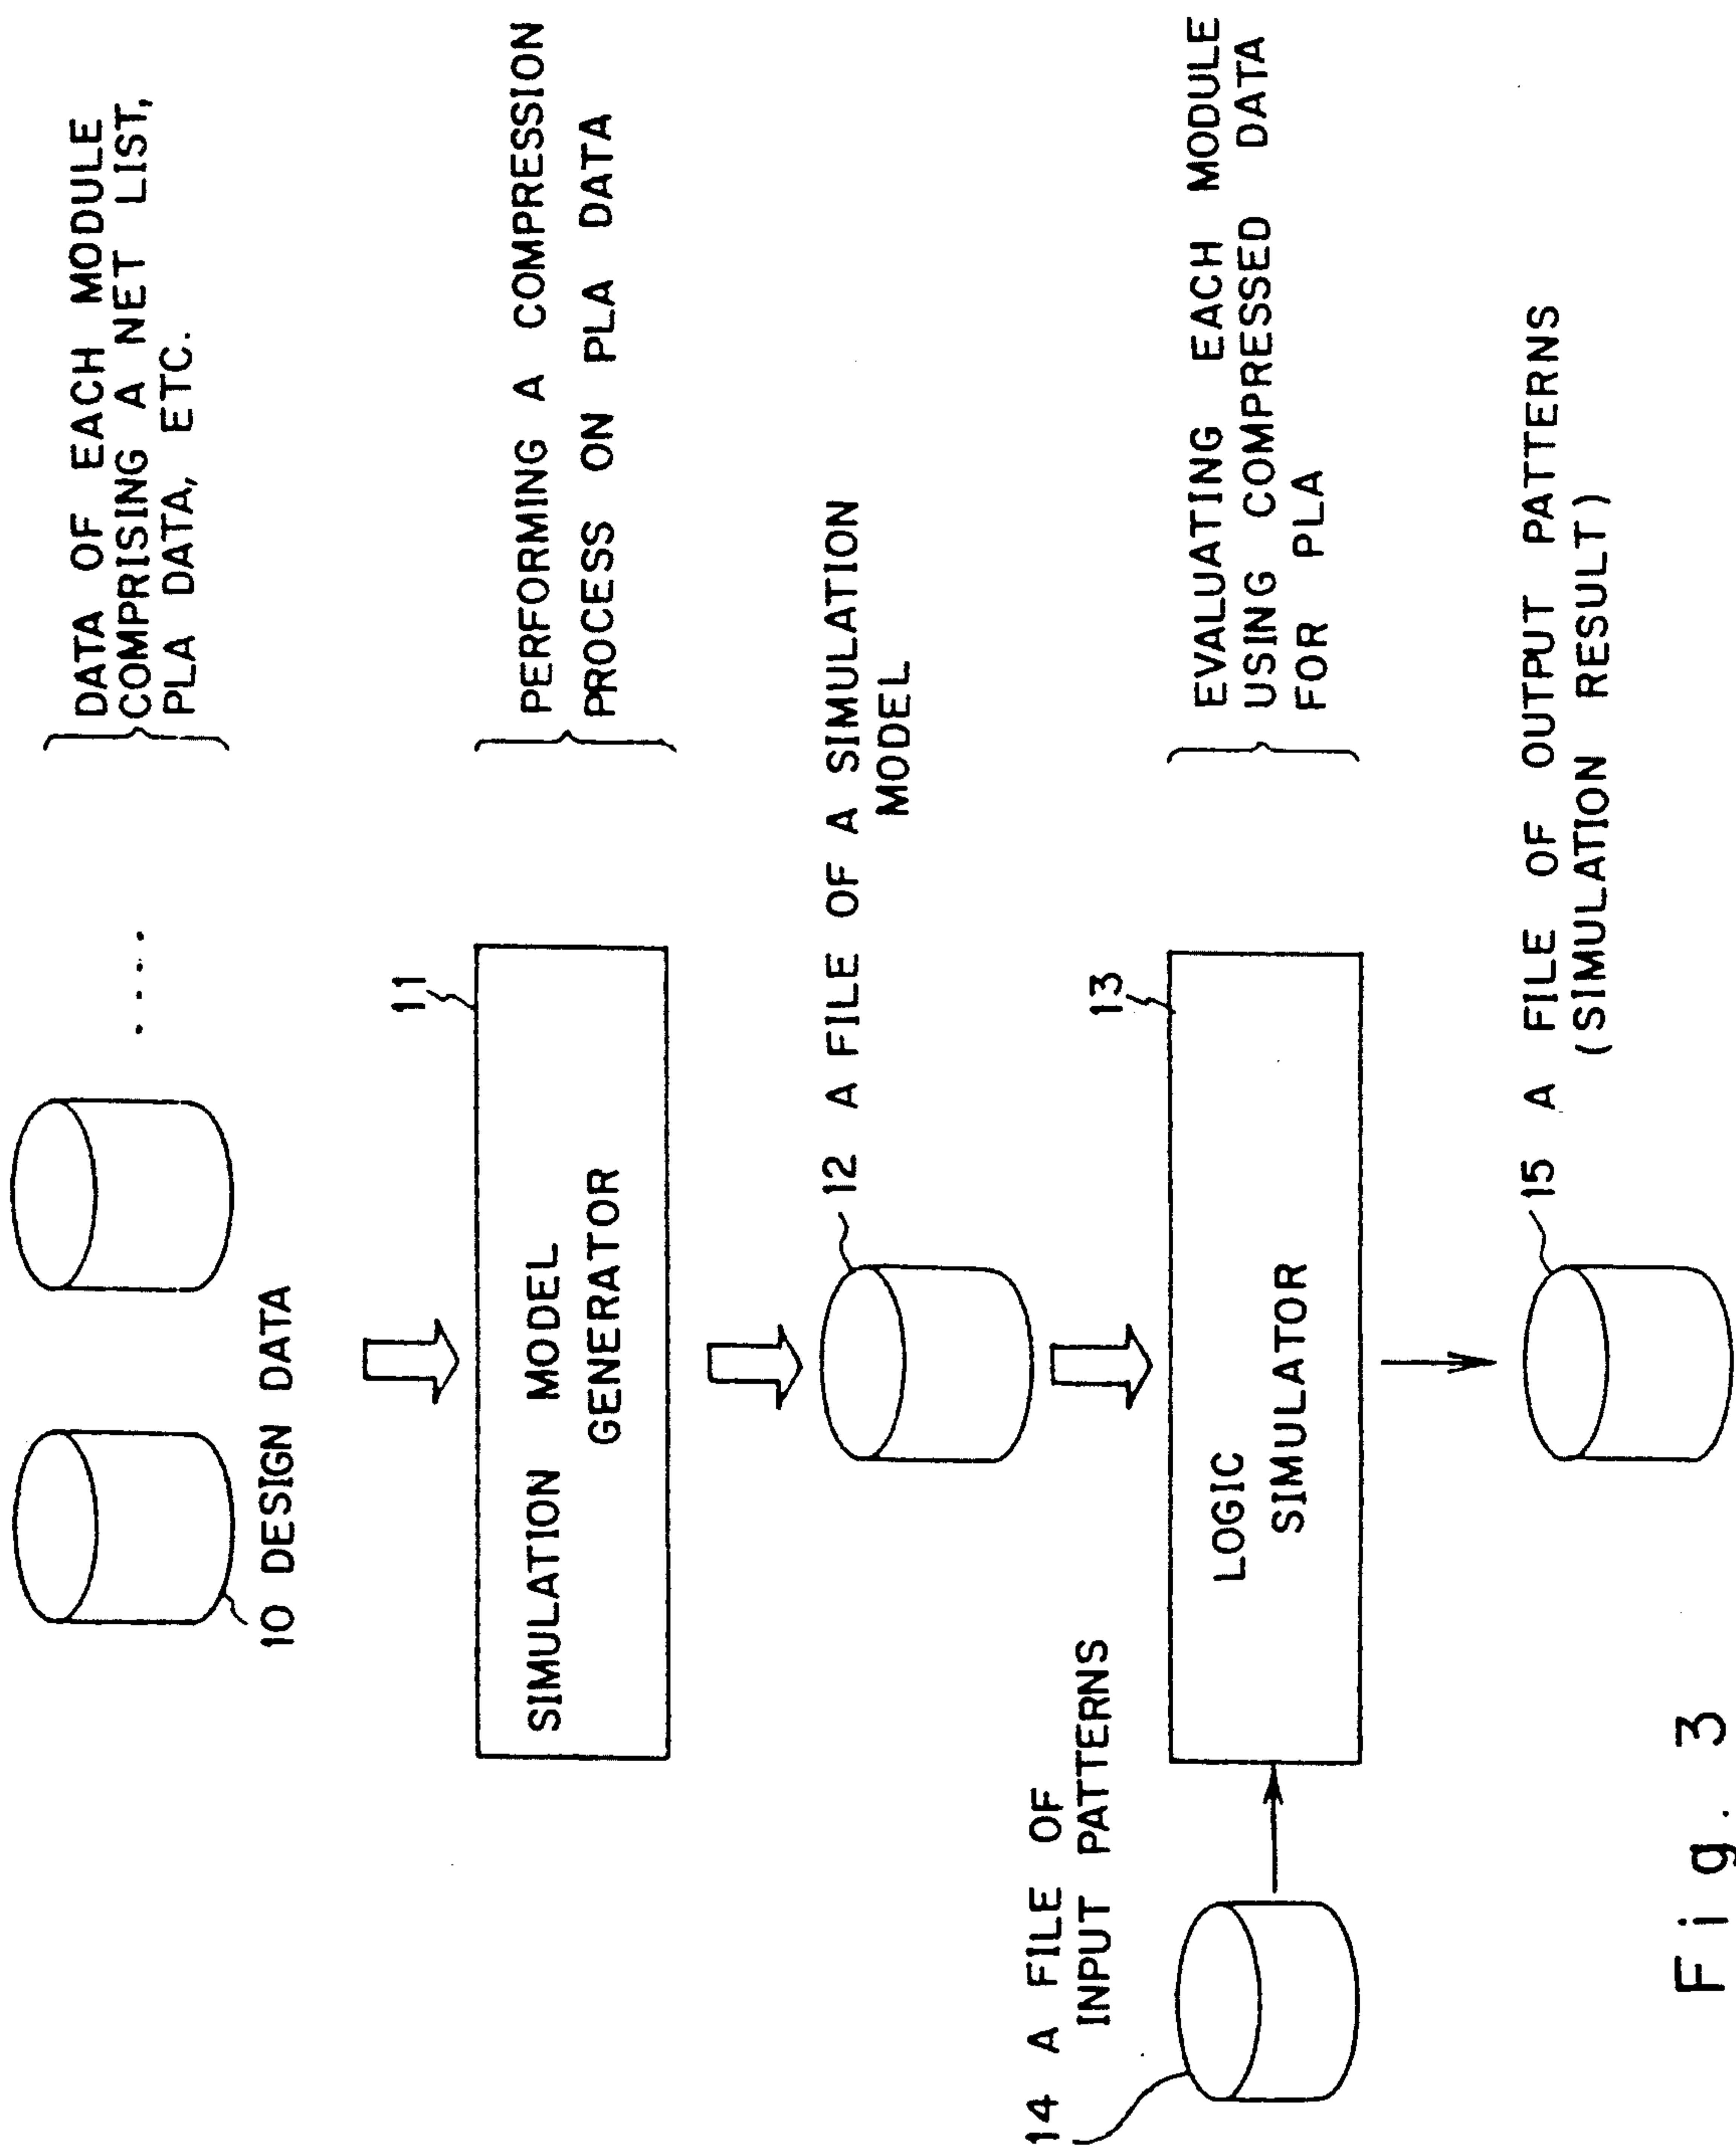 DATA OF EACH MODULE
COMPRISING A NET LIST,
PLA DATA, ETC.
....
10 DESIGN DATA
11
SIMULATION MODEL
GENERATOR
PERFORMING A COMPRESSION
PROCESS ON PLA DATA
12 A FILE OF A SIMULATION
MODEL
14 A FILE OF
INPUT PATTERNS
13
LOGIC
SIMULATOR
EVALUATING EACH MODULE
USING COMPRESSED DATA
FOR PLA
15 A FILE OF OUTPUT PATTERNS
(SIMULATION RESULT)
Fig. 3